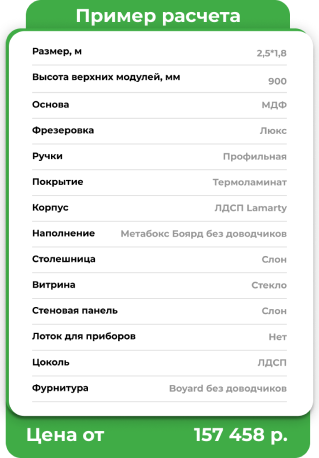 Пример расчета
Размер, м 2,5*1,8
Высота верхних модулей, мм 900
Основа МДФ
Фрезеровка Люкс
Ручки Профильная
Покрытие Термоламинат
Корпус ЛДСП Lamarty
Наполнение Метабокс Боярд без доводчиков
Столешница Слон
Витрина Стекло
Стеновая панель Слон
Лоток для приборов Нет
Цоколь ЛДСП
Фурнитура Boyard без доводчиков
Цена от 157 458 р.